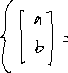 { [ a
b ] =